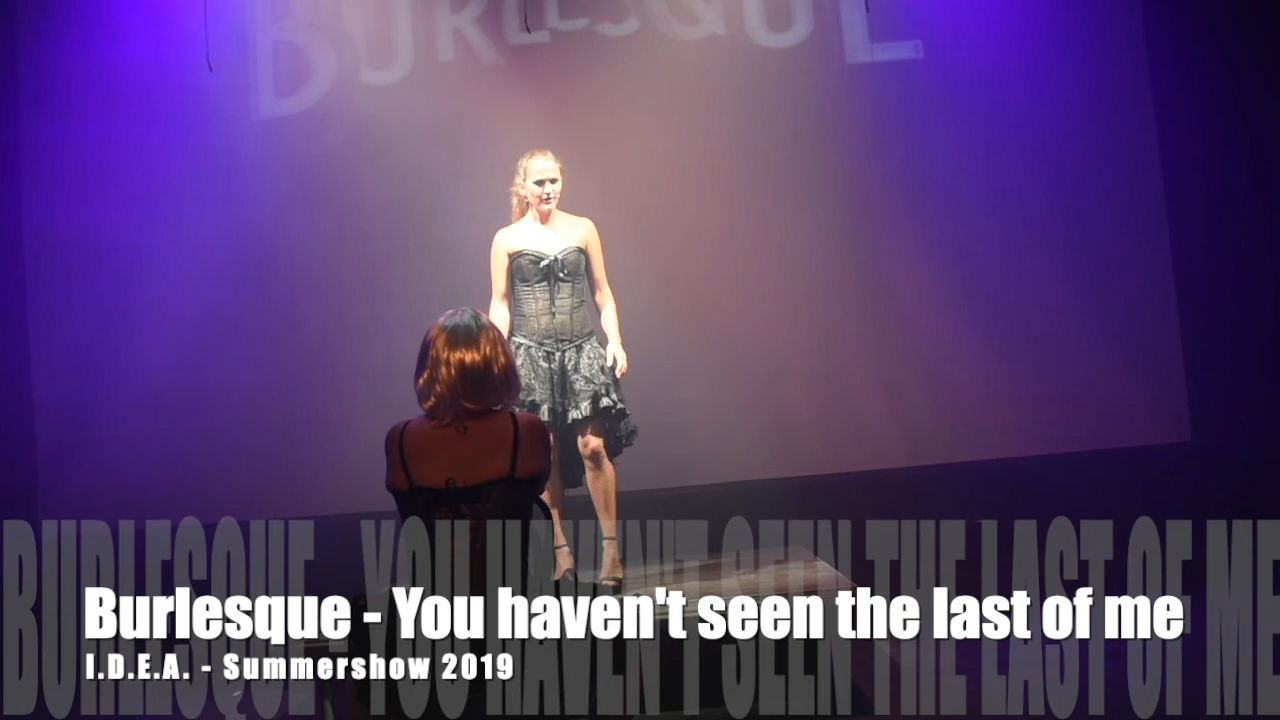 BURLESQUE
BURLESQUE - YOU HAVEN'T SEEN THE LAST OF ME
Burlesque - You haven't seen the last of me
I.D.E.A. - Summershow 2019